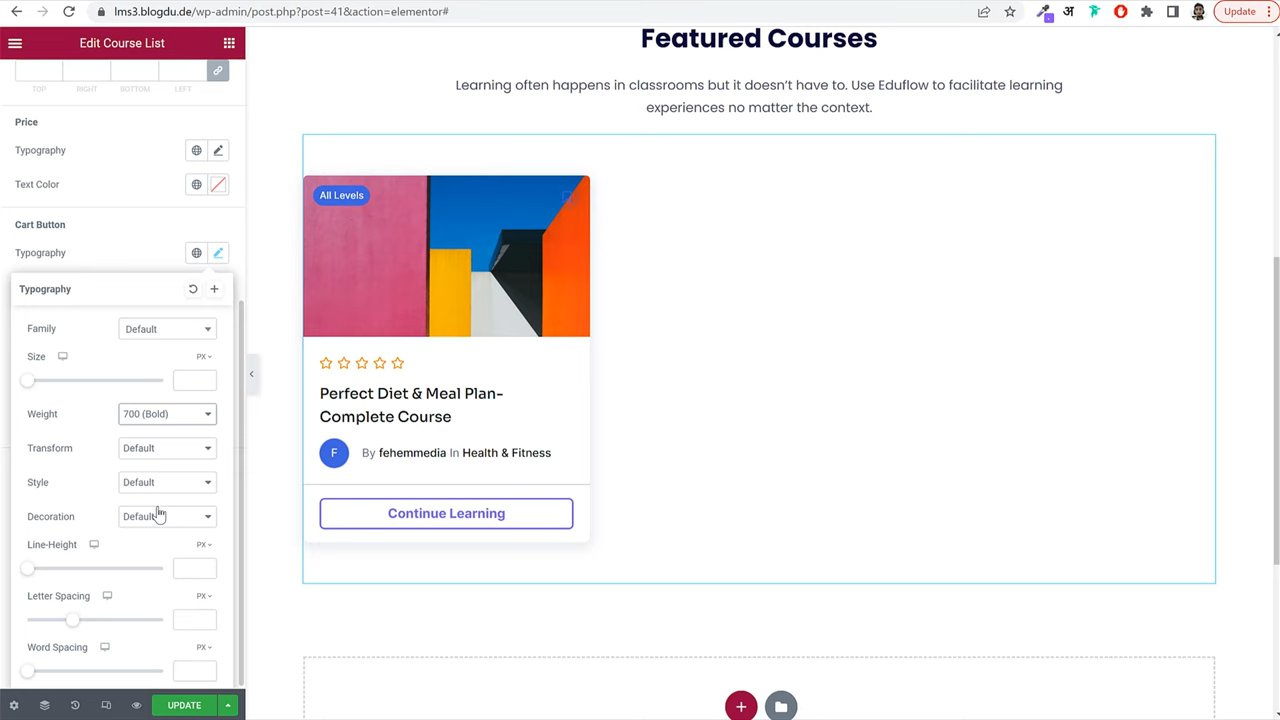 lms3.blogdu.de/wp-admin/post.php?post=41&action=elementor#
अ
Update
Edit Course List
TOP RIGHT BOTTOM LEFT
Price
Typography
Text Color
Cart Button
Typography
Typography
Family Default
Size PX
Weight 700 (Bold)
Transform Default
Style Default
Decoration Default
Line-Height PX
Letter Spacing PX
Word Spacing PX
UPDATE
Featured Courses
Learning often happens in classrooms but it doesn’t have to. Use Eduflow to facilitate learning
experiences no matter the context.
All Levels
Perfect Diet & Meal Plan-
Complete Course
F By fehemmedia In Health & Fitness
Continue Learning